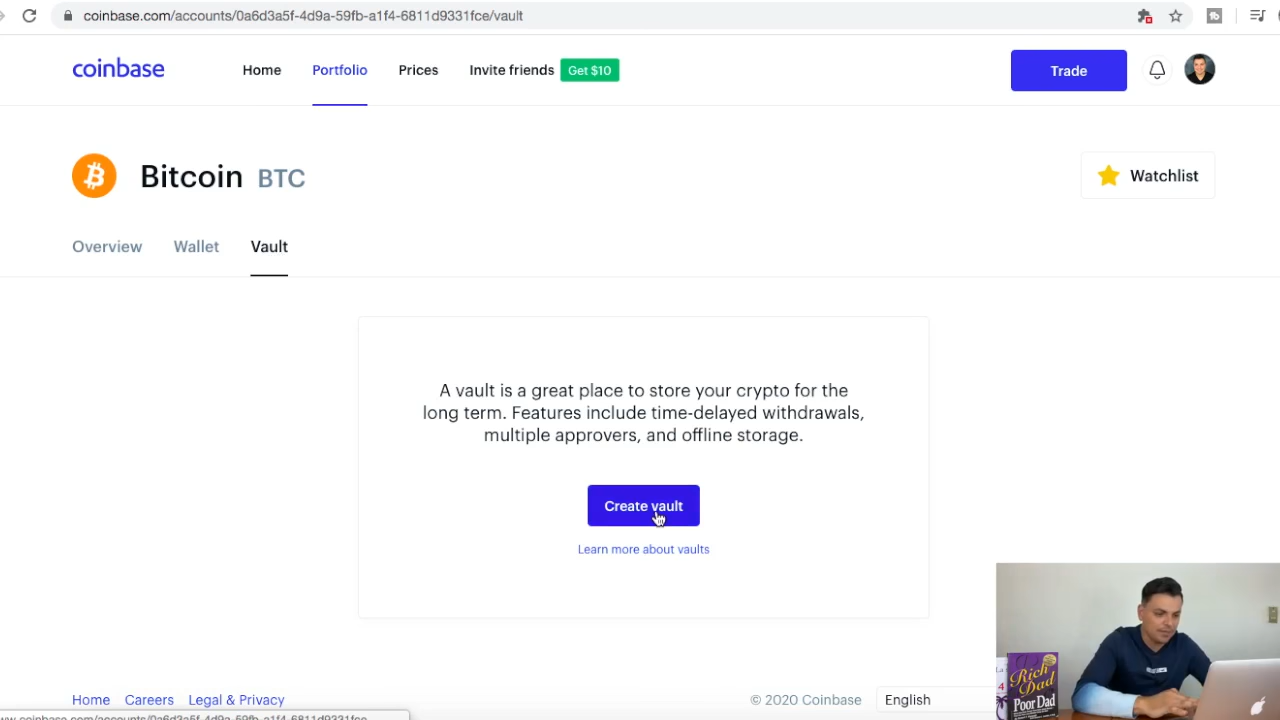 coinbase.com/accounts/0a6d3a5f-4d9a-59fb-a1f4-6811d9331fce/vault
coinbase
Home
Portfolio
Prices
Invite friends
Get $10
Trade
Bitcoin BTC
Watchlist
Overview
Wallet
Vault
A vault is a great place to store your crypto for the
long term. Features include time-delayed withdrawals,
multiple approvers, and offline storage.
Create vault
Learn more about vaults
Rich
Dad
Poor Dad
Home
Careers
Legal & Privacy
© 2020 Coinbase
English